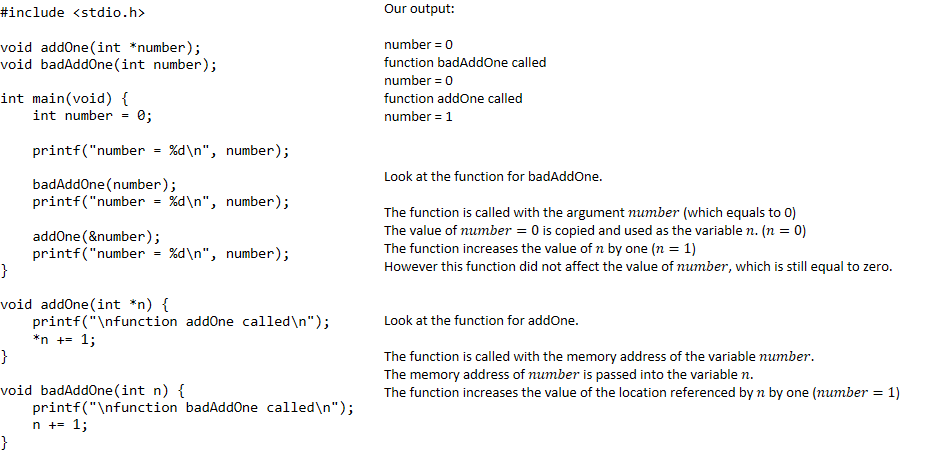 #include <stdio.h>

void addOne(int *number);
void badAddOne(int number);

int main(void) {
    int number = 0;

    printf("number = %d\n", number);

    badAddOne(number);
    printf("number = %d\n", number);

    addOne(&number);
    printf("number = %d\n", number);
}

void addOne(int *n) {
    printf("\nfunction addOne called\n");
    *n += 1;
}

void badAddOne(int n) {
    printf("\nfunction badAddOne called\n");
    n += 1;
}

Our output:

number = 0
function badAddOne called
number = 0
function addOne called
number = 1

Look at the function for badAddOne.

The function is called with the argument number (which equals to 0)
The value of number = 0 is copied and used as the variable n. (n = 0)
The function increases the value of n by one (n = 1)
However this function did not affect the value of number, which is still equal to zero.

Look at the function for addOne.

The function is called with the memory address of the variable number.
The memory address of number is passed into the variable n.
The function increases the value of the location referenced by n by one (number = 1)